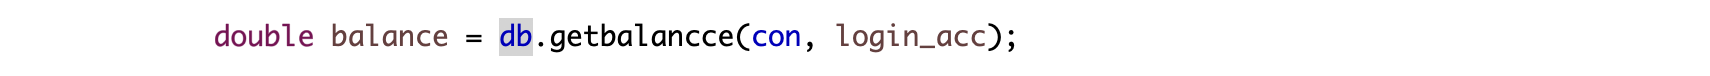 double balance = db.getbalancce(con, login_acc);